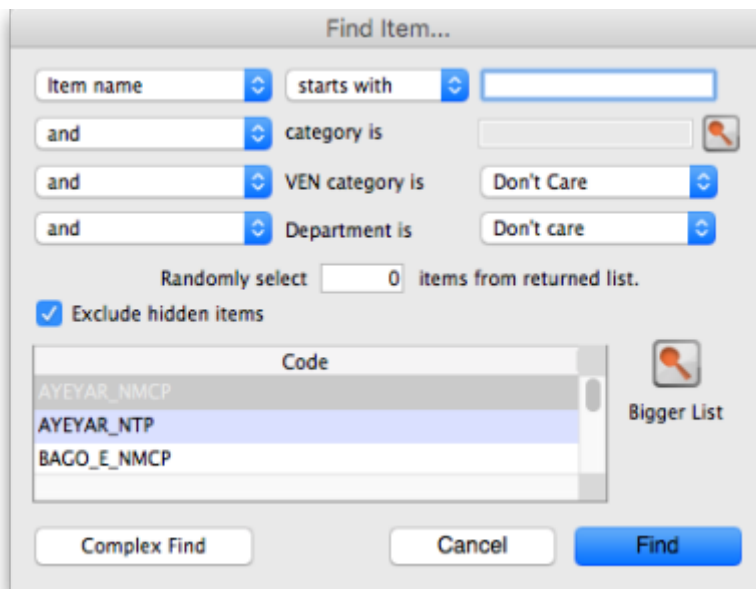 Find Item...
Item name starts with
and category is
and VEN category is Don't Care
and Department is Don't care
Randomly select 0 items from returned list.
Exclude hidden items
Code
AYEYAR_NMCP
AYEYAR_NTP
BAGO_E_NMCP
Bigger List
Complex Find Cancel Find